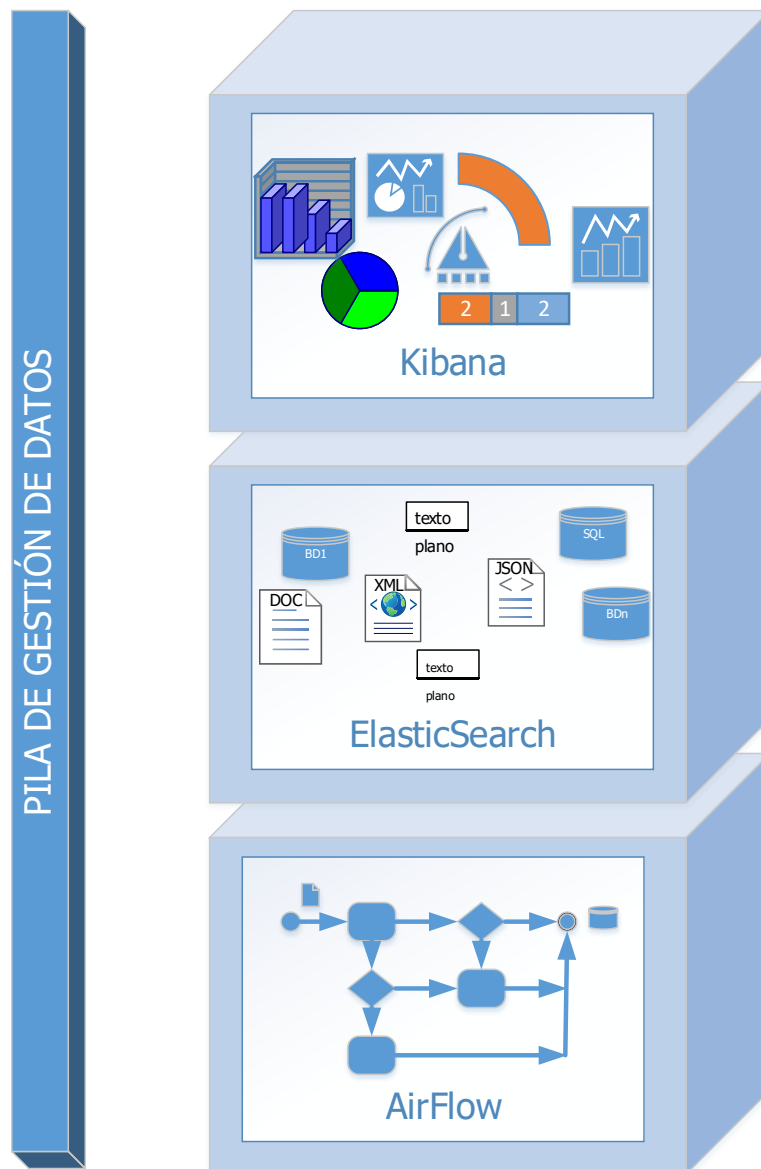 PILA DE GESTIÓN DE DATOS
2 1 2
Kibana
texto
plano
SQL
BD1
JSON
XML
DOC
BDn
texto
plano
ElasticSearch
AirFlow